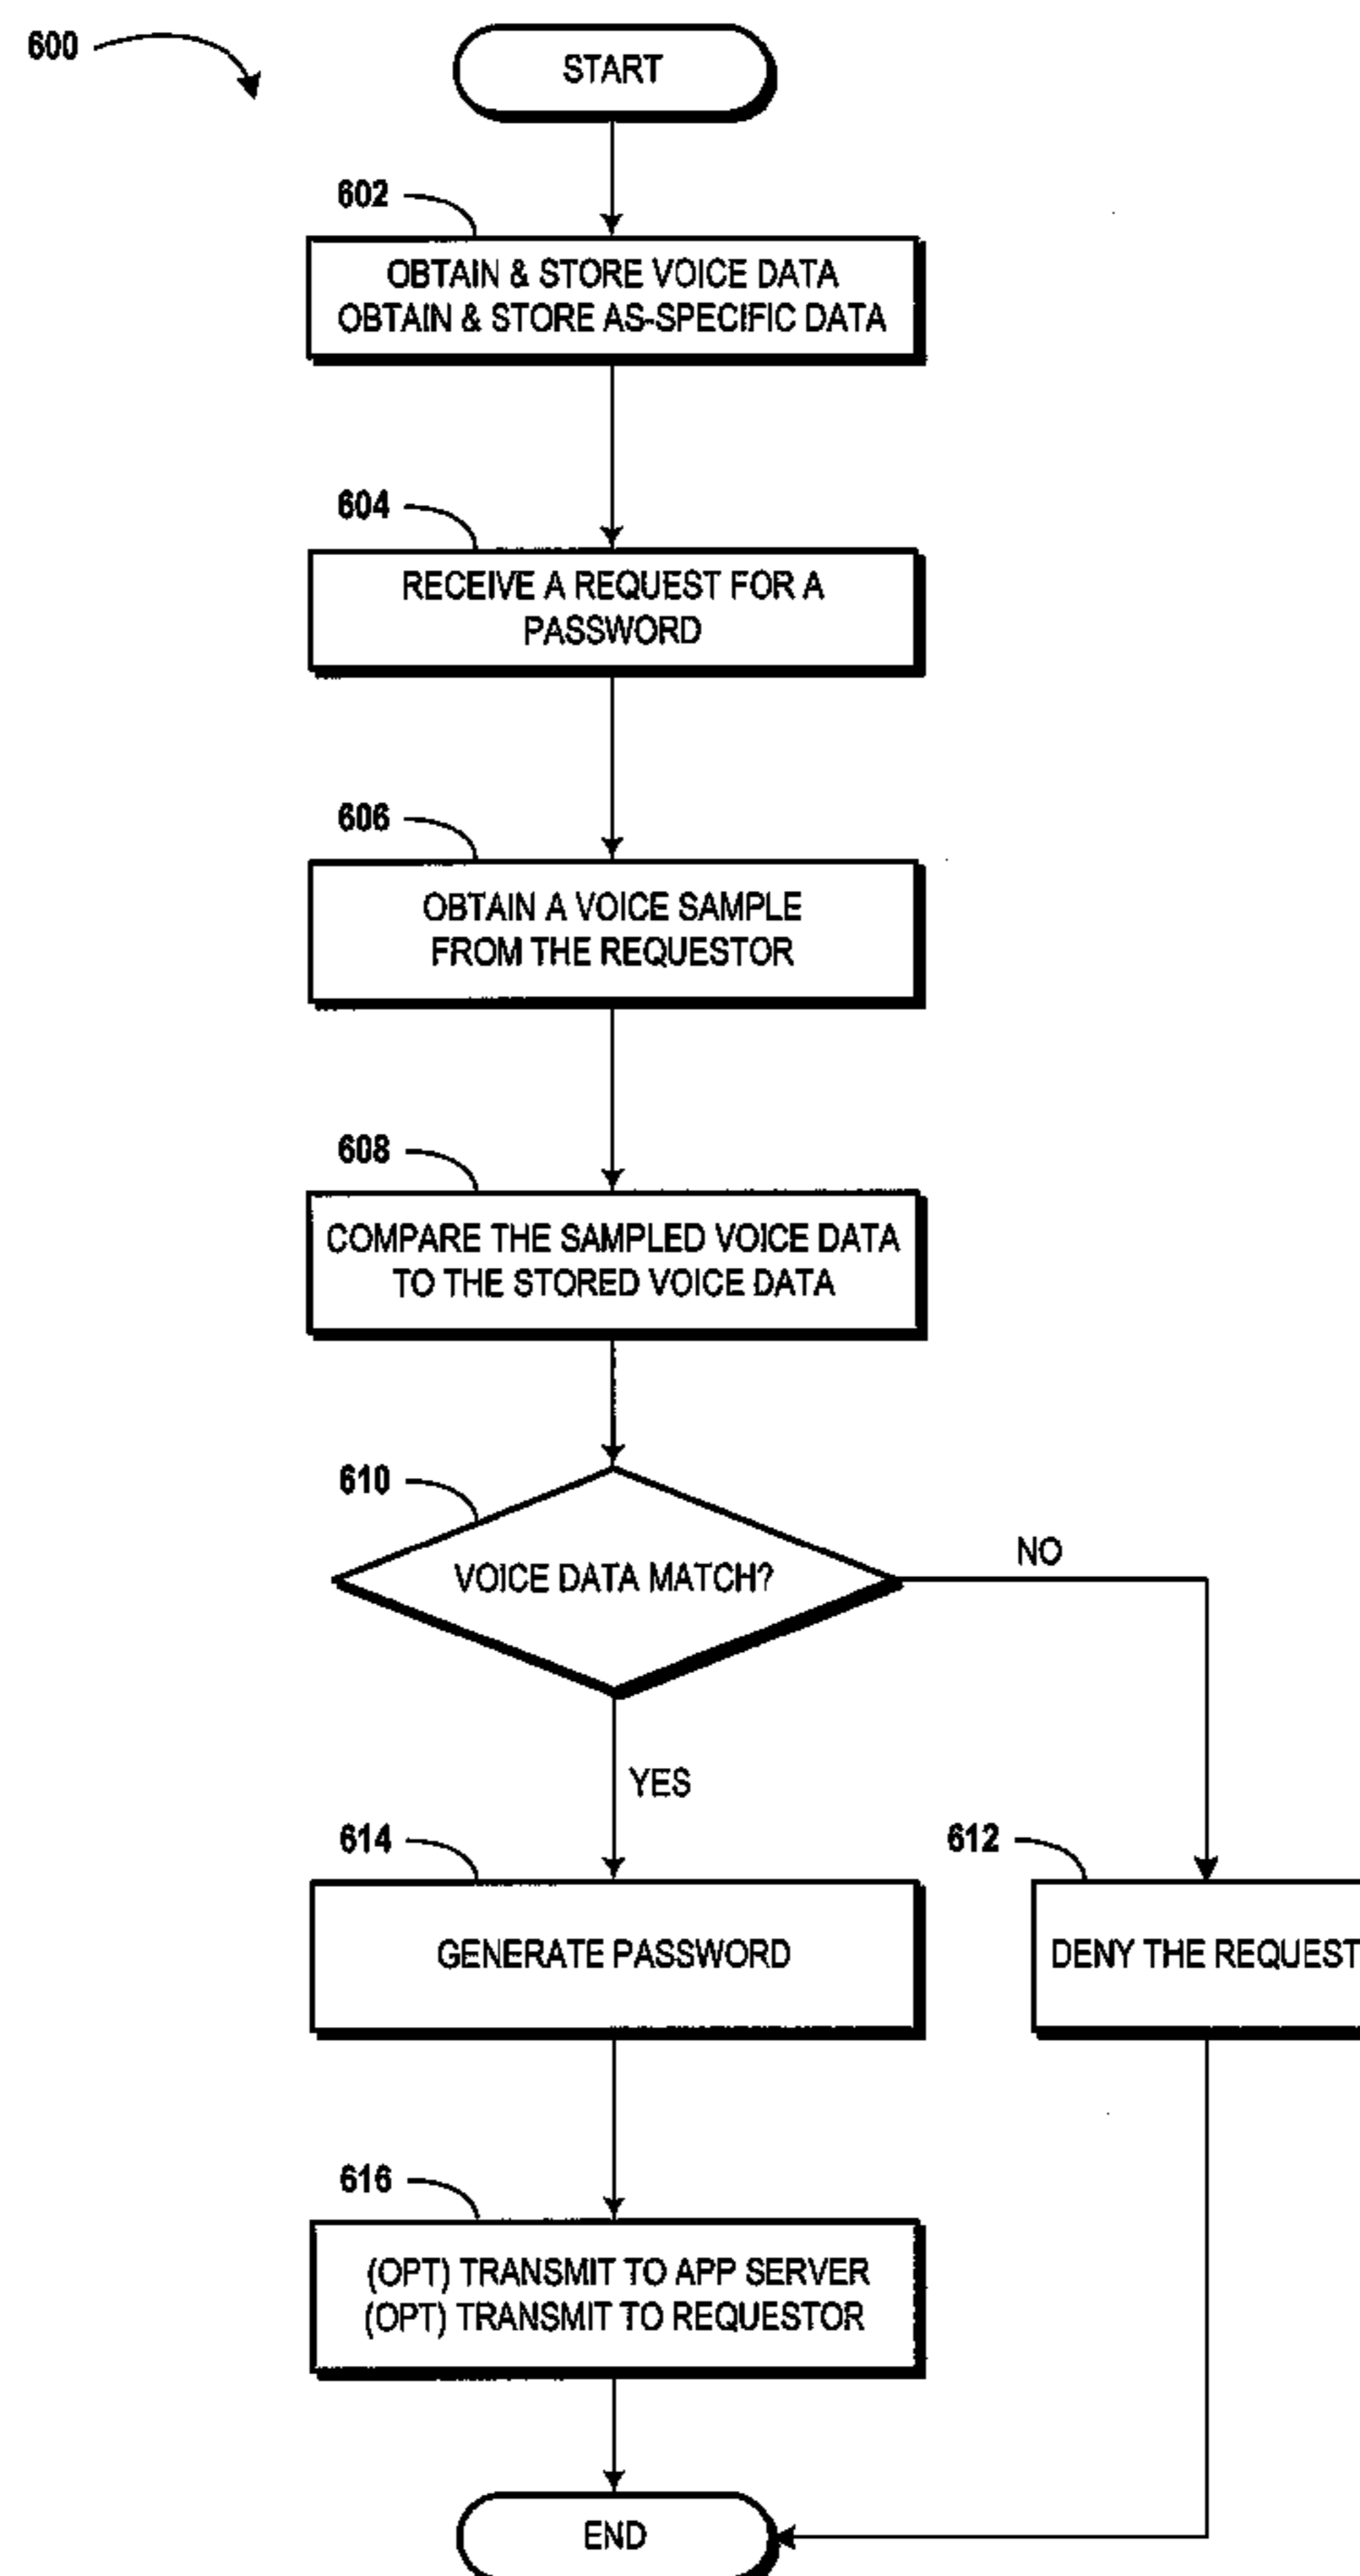 600
START
602
OBTAIN & STORE VOICE DATA
OBTAIN & STORE AS-SPECIFIC DATA
604
RECEIVE A REQUEST FOR A
PASSWORD
606
OBTAIN A VOICE SAMPLE
FROM THE REQUESTOR
608
COMPARE THE SAMPLED VOICE DATA
TO THE STORED VOICE DATA
610
VOICE DATA MATCH?
NO
YES
614
GENERATE PASSWORD
612
DENY THE REQUEST
616
(OPT) TRANSMIT TO APP SERVER
(OPT) TRANSMIT TO REQUESTOR
END